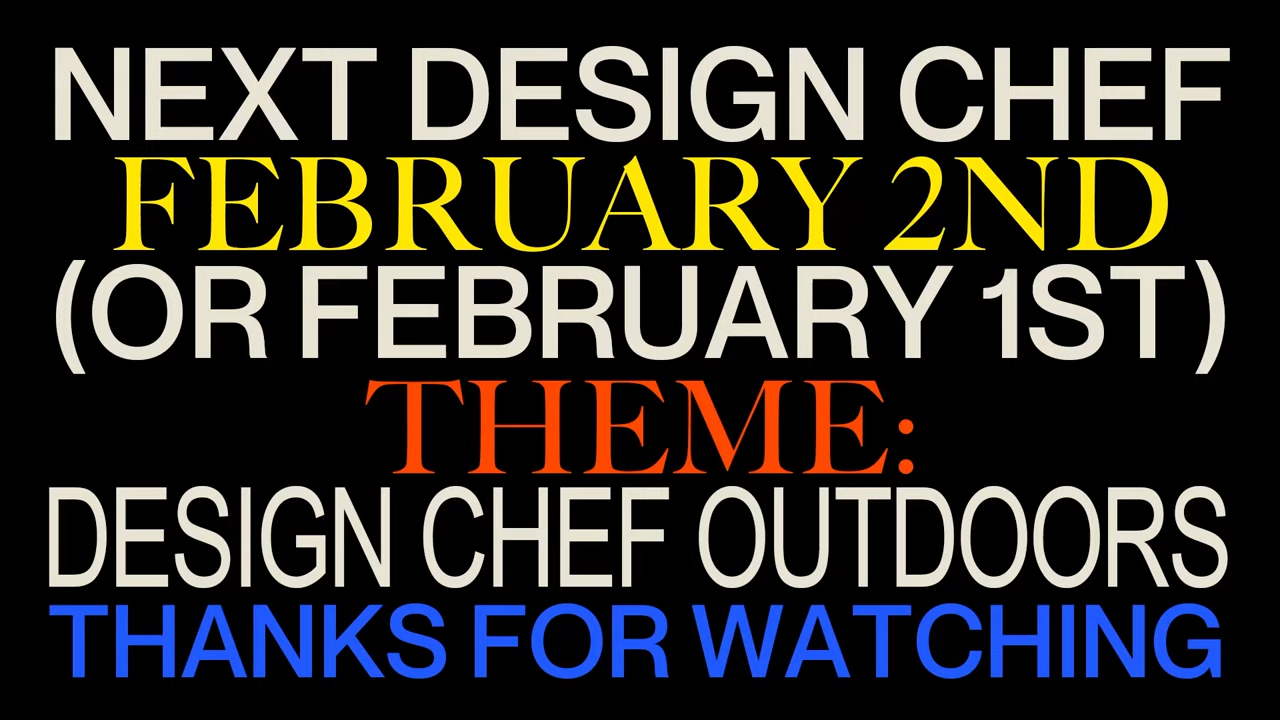 NEXT DESIGN CHEF
FEBRUARY 2ND
(OR FEBRUARY 1ST)
THEME:
DESIGN CHEF OUTDOORS
THANKS FOR WATCHING